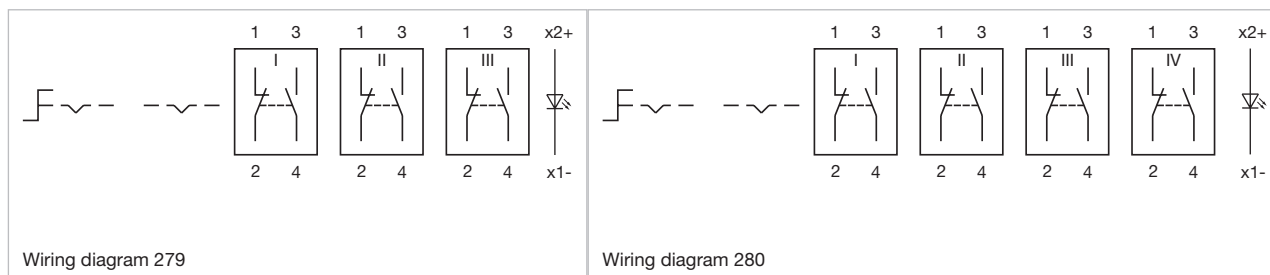 1 3 1 3 1 3 x2+
I II III
2 4 2 4 2 4 x1-
Wiring diagram 279
1 3 1 3 1 3 1 3 x2+
I II III IV
2 4 2 4 2 4 2 4 x1-
Wiring diagram 280